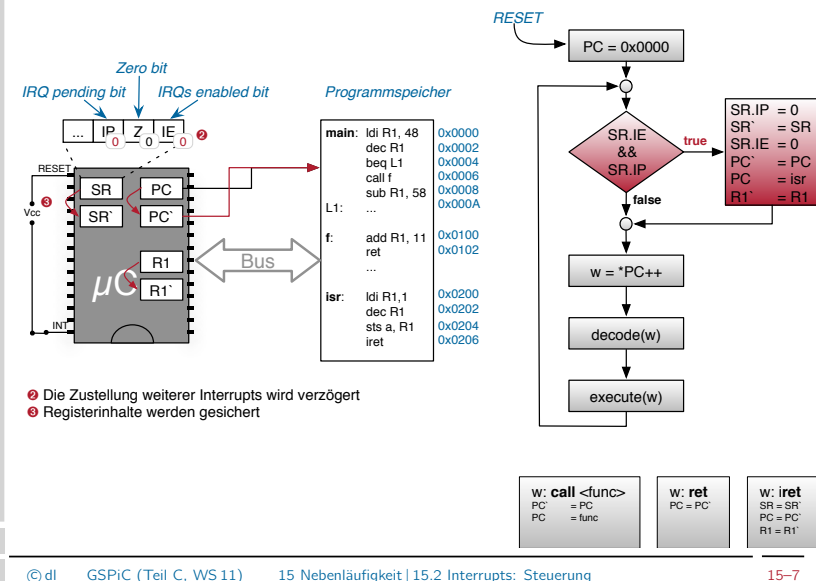 RESET
PC = 0x0000
Zero bit
IRQ pending bit
IRQs enabled bit
Programmspeicher
... IP Z IE ❷
0 0 0
RESET
Vcc
INT
❸
SR
PC
SR`
PC`
R1
R1`
µC
Bus
main: ldi R1, 48 0x0000
dec R1 0x0002
beq L1 0x0004
call f 0x0006
sub R1, 58 0x0008
L1: ... 0x000A
f: add R1, 11 0x0100
ret 0x0102
...
isr: ldi R1,1 0x0200
dec R1 0x0202
sts a, R1 0x0204
iret 0x0206
SR.IE
&&
SR.IP
true
false
SR.IP = 0
SR` = SR
SR.IE = 0
PC` = PC
PC = isr
R1` = R1
w = *PC++
decode(w)
execute(w)
❷ Die Zustellung weiterer Interrupts wird verzögert
❸ Registerinhalte werden gesichert
w: call <func>
PC` = PC
PC = func
w: ret
PC = PC`
w: iret
SR = SR`
PC = PC`
R1 = R1`
© dl GSPiC (Teil C, WS 11) 15 Nebenläufigkeit | 15.2 Interrupts: Steuerung 15–7